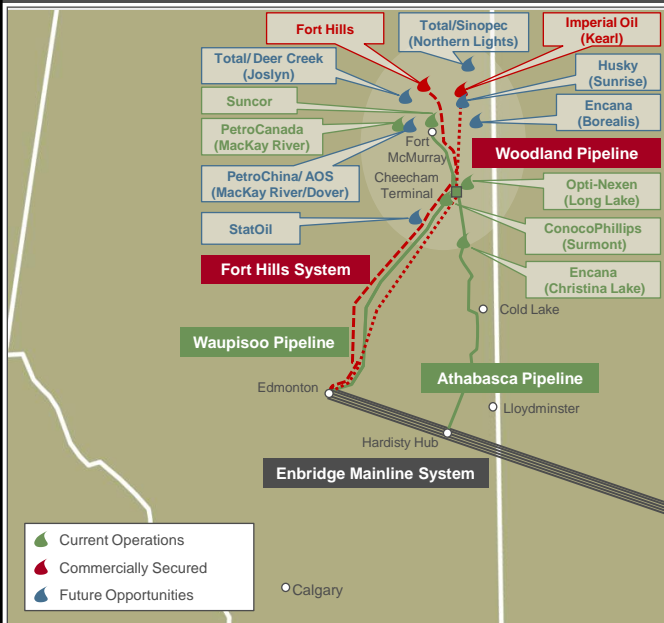 Fort Hills
Total/Sinopec
(Northern Lights)
Imperial Oil
(Kearl)
Total/Deer Creek
(Joslyn)
Husky
(Sunrise)
Suncor
Encana
(Borealis)
PetroCanada
(MacKay River)
Fort
McMurray
Woodland Pipeline
PetroChina/ AOS
(MacKay River/Dover)
Cheecham
Terminal
Opti-Nexen
(Long Lake)
StatOil
ConocoPhillips
(Surmont)
Fort Hills System
Encana
(Christina Lake)
Cold Lake
Waupisoo Pipeline
Edmonton
Athabasca Pipeline
Lloydminster
Hardisty Hub
Enbridge Mainline System
Current Operations
Commercially Secured
Future Opportunities
Calgary